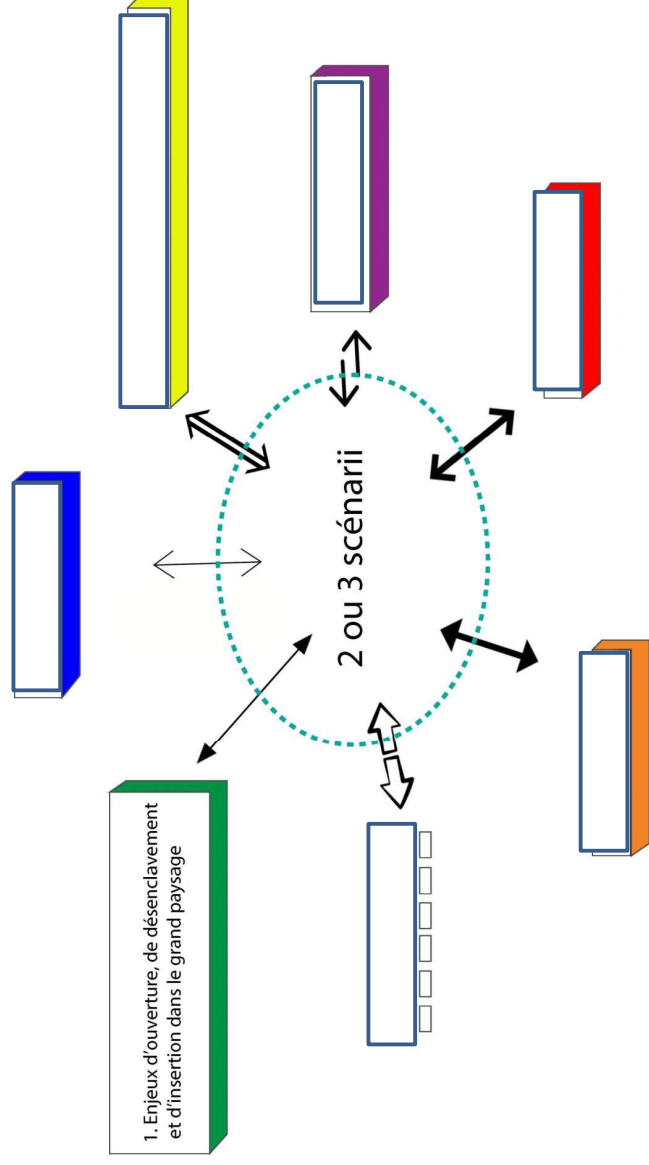 1. Enjeux d'ouverture, de désenclavement
et d'insertion dans le grand paysage
2 ou 3 scénarii